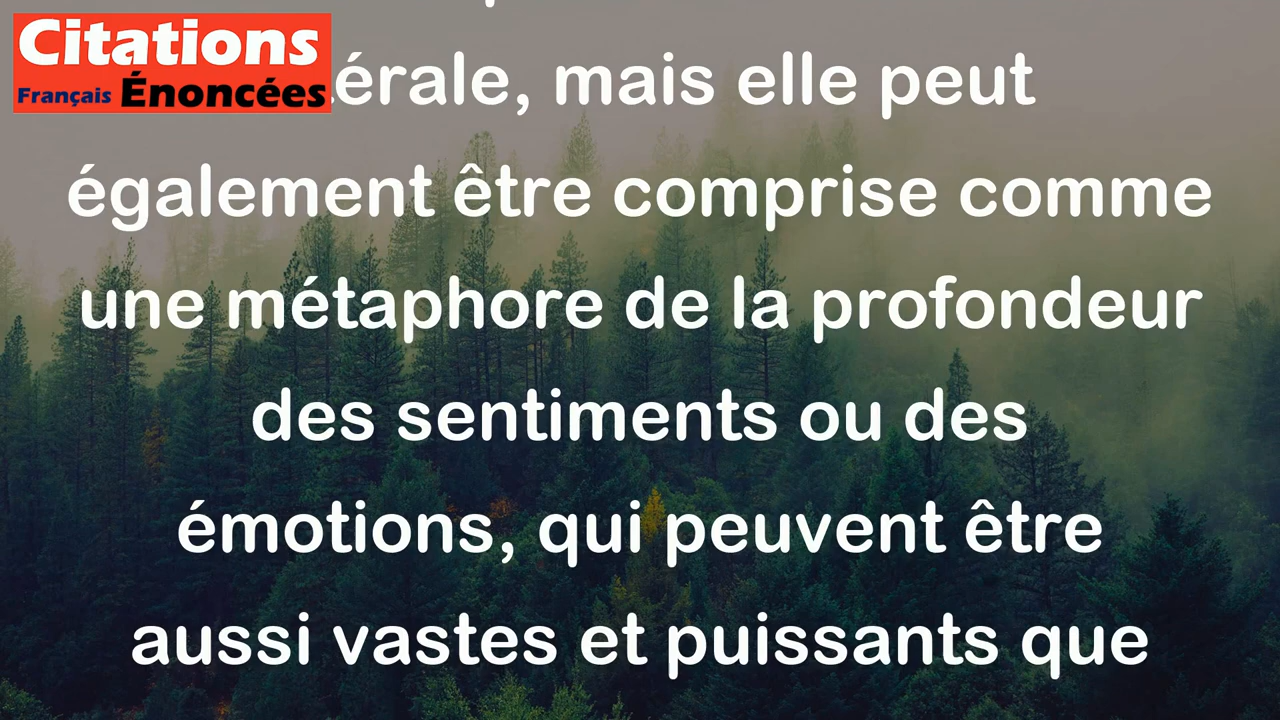 Citations
Français Énoncées
érale, mais elle peut
également être comprise comme
une métaphore de la profondeur
des sentiments ou des
émotions, qui peuvent être
aussi vastes et puissants que